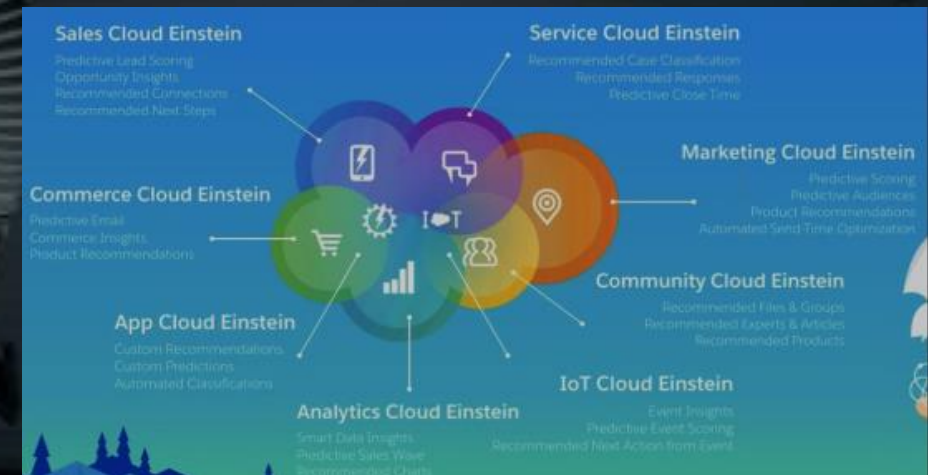 Sales Cloud Einstein
Predictive Lead Scoring
Opportunity Insights
Recommended Connections
Recommended Next Steps
Service Cloud Einstein
Recommended Case Classification
Recommended Responses
Predictive Close Time
Marketing Cloud Einstein
Predictive Scoring
Predictive Audiences
Product Recommendations
Automated Send-Time Optimization
Commerce Cloud Einstein
Predictive Email
Commerce Insights
Product Recommendations
I T
Community Cloud Einstein
Recommended Files & Groups
Recommended Experts & Articles
Recommended Products
App Cloud Einstein
Custom Recommendations
Custom Predictions
Automated Classifications
IoT Cloud Einstein
Event Insights
Predictive Event Scoring
Recommended Next Action from Event
Analytics Cloud Einstein
Smart Data Insights
Predictive Sales Wave
Recommended Charts